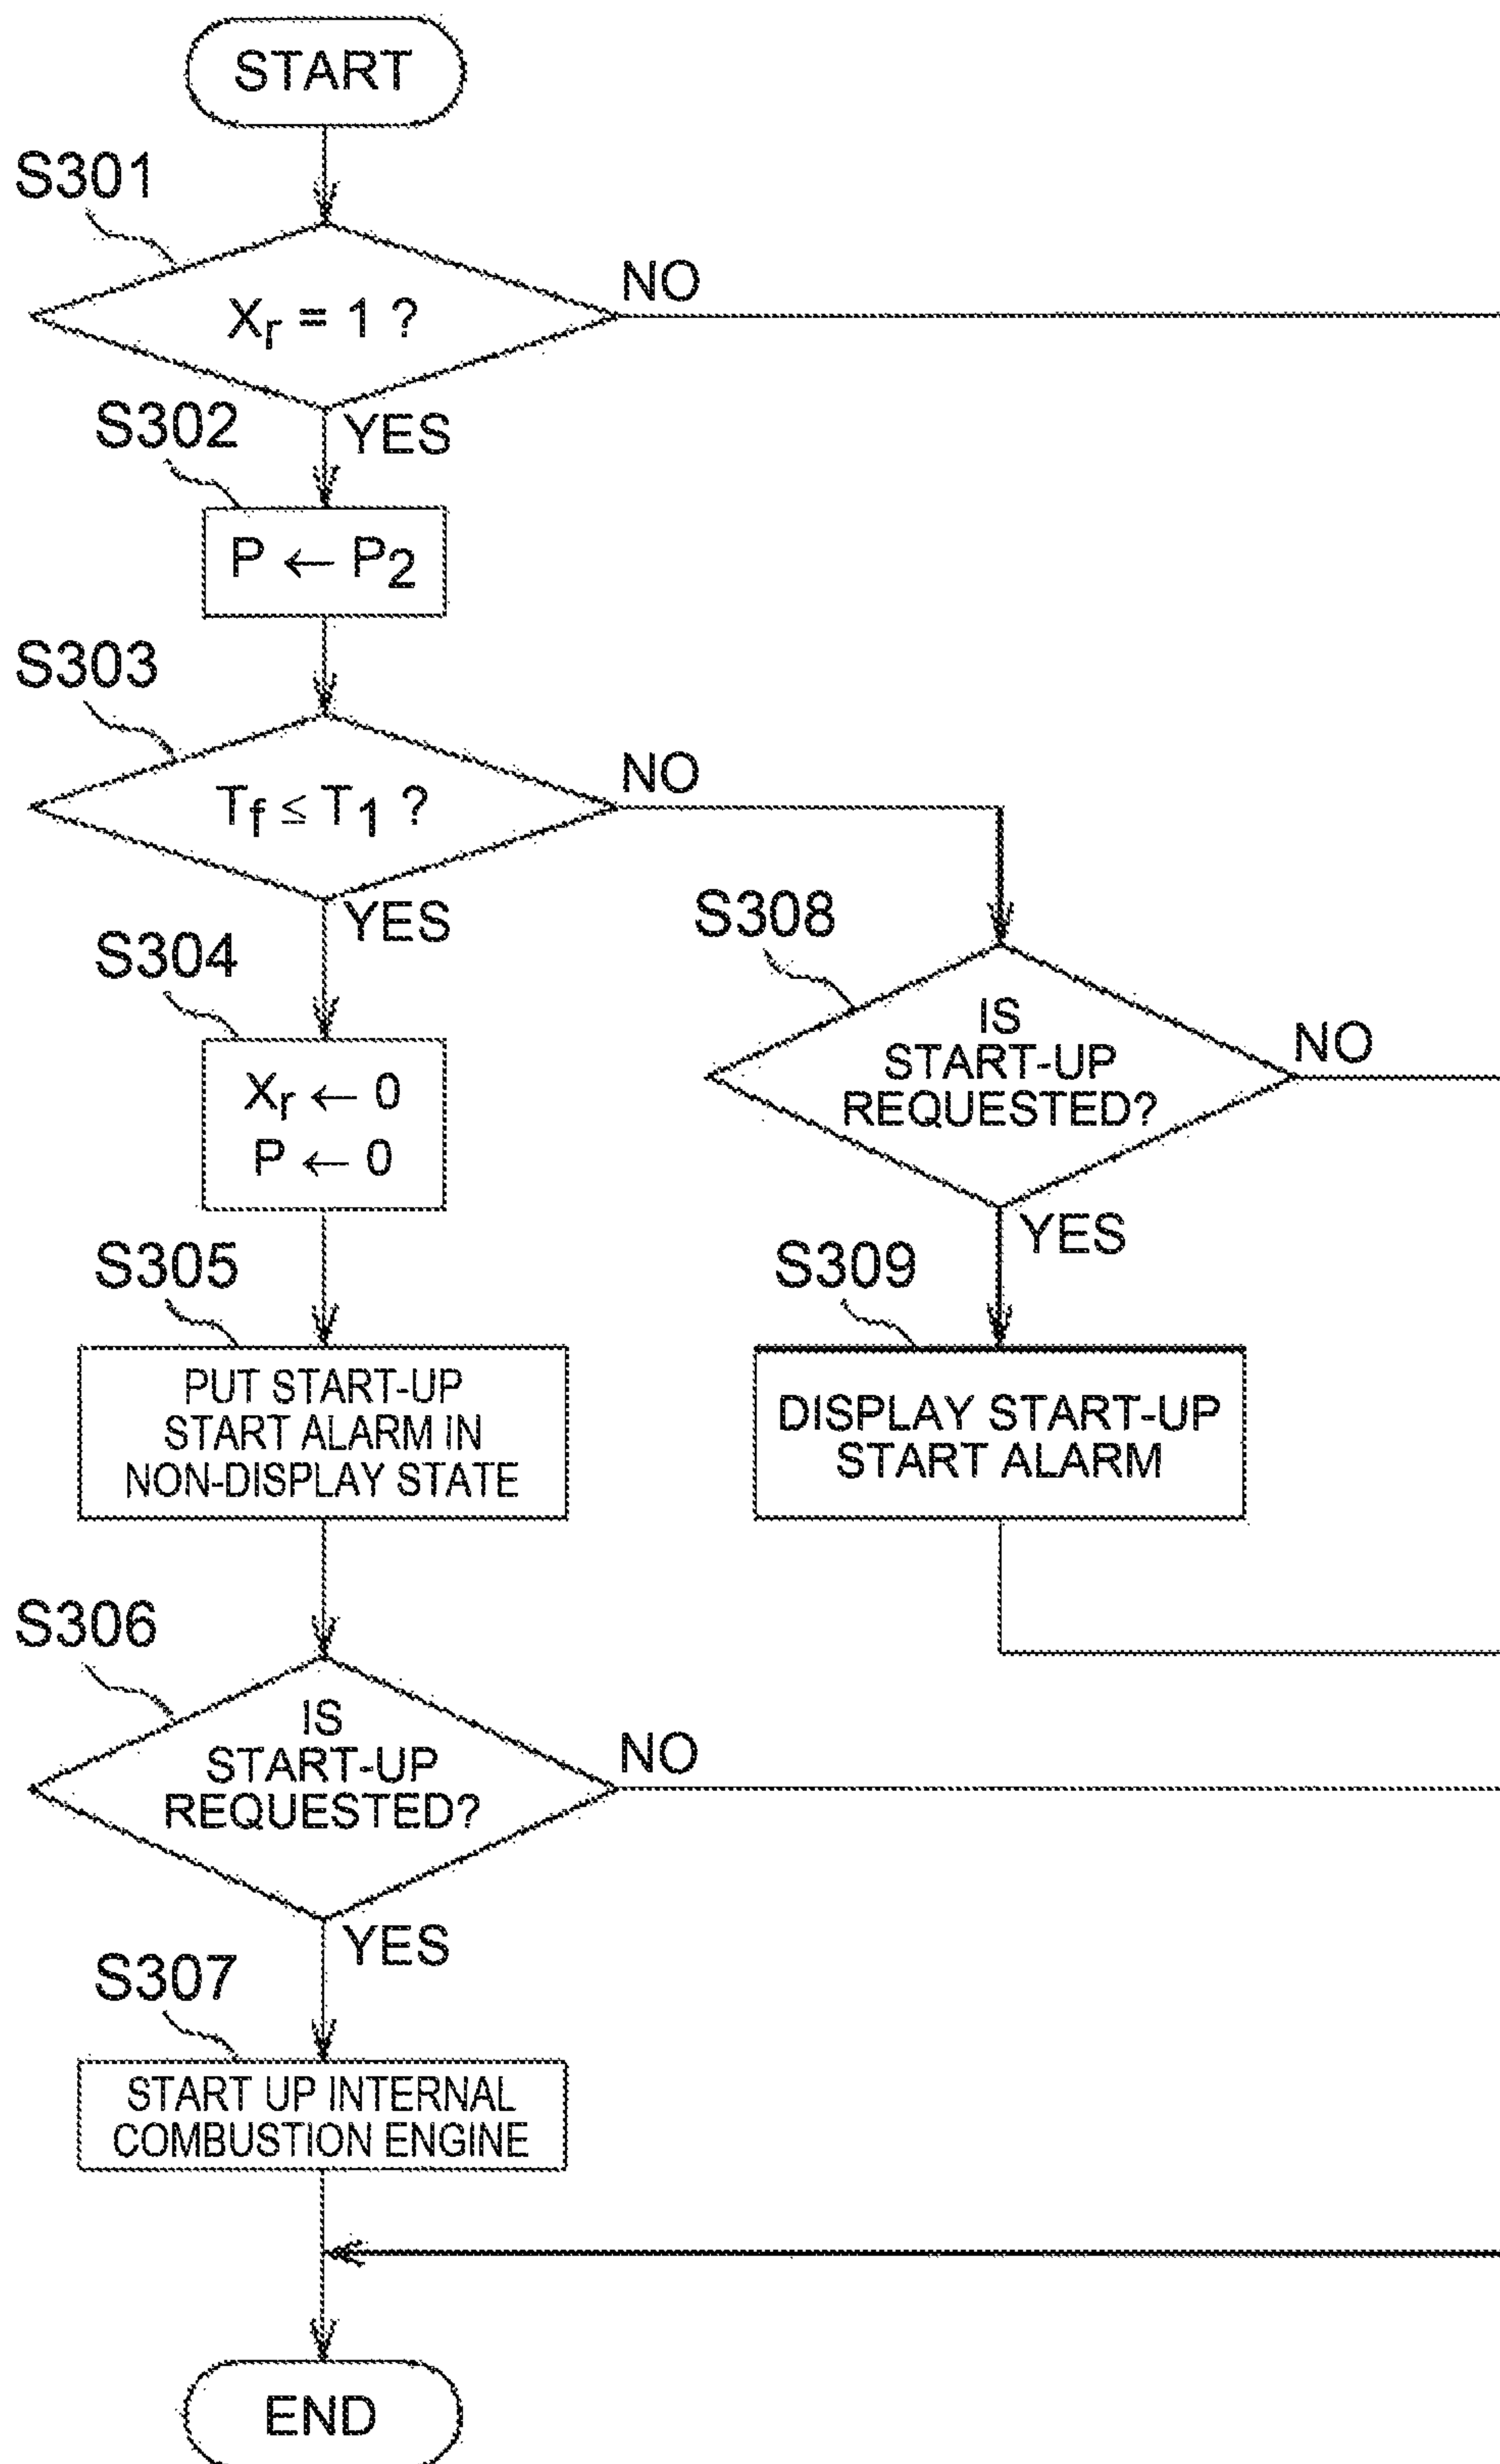 START
S301
Xr = 1 ?
NO
YES
S302
P ← P2
S303
Tf ≤ T1 ?
NO
YES
S304
Xr ← 0
P ← 0
S308
IS
START-UP
REQUESTED?
NO
YES
S305
PUT START-UP
START ALARM IN
NON-DISPLAY STATE
S309
DISPLAY START-UP
START ALARM
S306
IS
START-UP
REQUESTED?
NO
YES
S307
START UP INTERNAL
COMBUSTION ENGINE
END